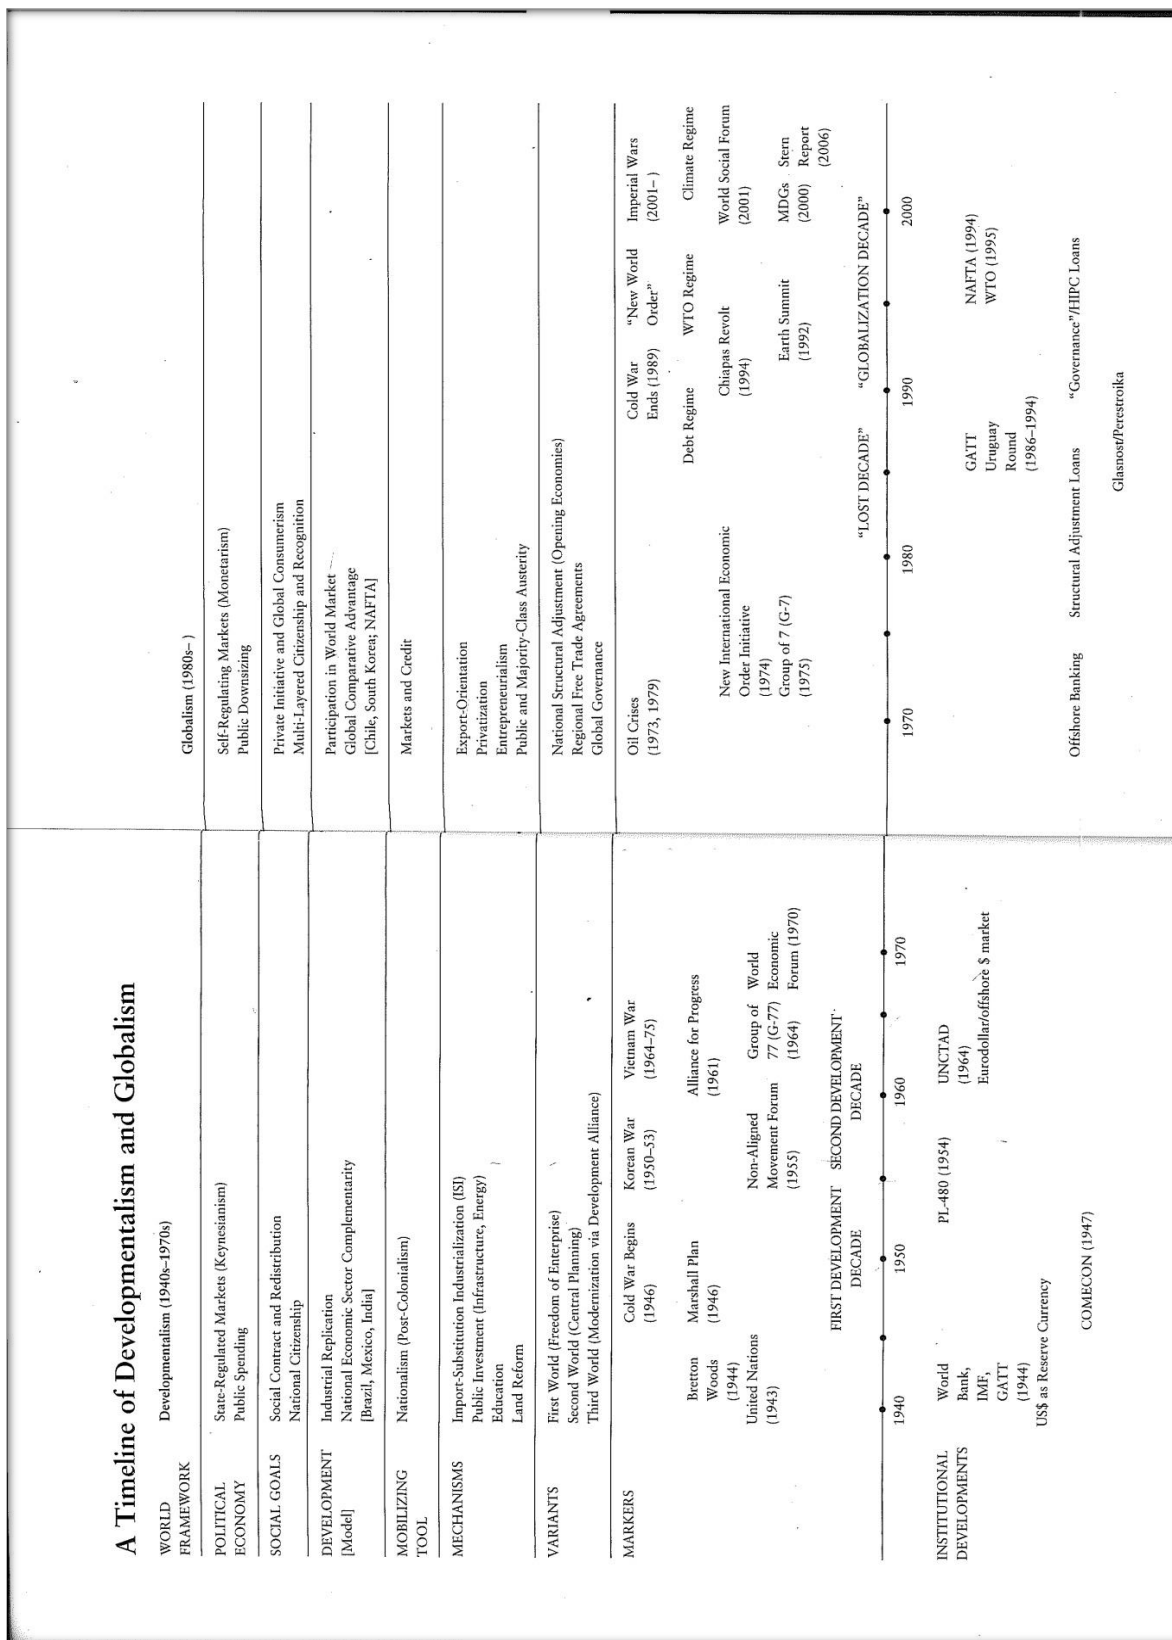 A Timeline of Developmentalism and Globalism
WORLD
FRAMEWORK
Developmentalism (1940s–1970s)
Globalism (1980s– )
POLITICAL
ECONOMY
State-Regulated Markets (Keynesianism)
Public Spending
Self-Regulating Markets (Monetarism)
Public Downsizing
SOCIAL GOALS
Social Contract and Redistribution
National Citizenship
Private Initiative and Global Consumerism
Multi-Layered Citizenship and Recognition
DEVELOPMENT
[Model]
Industrial Replication
National Economic Sector Complementarity
[Brazil, Mexico, India]
Participation in World Market
Global Comparative Advantage
[Chile, South Korea; NAFTA]
MOBILIZING
TOOL
Nationalism (Post-Colonialism)
Markets and Credit
MECHANISMS
Import-Substitution Industrialization (ISI)
Public Investment (Infrastructure, Energy)
Education
Land Reform
Export-Orientation
Privatization
Entrepreneurialism
Public and Majority-Class Austerity
VARIANTS
First World (Freedom of Enterprise)
Second World (Central Planning)
Third World (Modernization via Development Alliance)
National Structural Adjustment (Opening Economies)
Regional Free Trade Agreements
Global Governance
MARKERS
Cold War Begins
(1946)
Korean War
(1950–53)
Vietnam War
(1964–75)
Oil Crises
(1973, 1979)
Cold War
Ends (1989)
"New World
Order"
Imperial Wars
(2001– )
Bretton
Woods
(1944)
Marshall Plan
(1946)
Alliance for Progress
(1961)
Debt Regime
WTO Regime
Climate Regime
United Nations
(1943)
Non-Aligned
Movement Forum
(1955)
Group of
77 (G-77)
(1964)
World
Economic
Forum (1970)
New International Economic
Order Initiative
(1974)
Group of 7 (G-7)
(1975)
Chiapas Revolt
(1994)
World Social Forum
(2001)
Earth Summit
(1992)
MDGs
(2000)
Stern
Report
(2006)
FIRST DEVELOPMENT
DECADE
SECOND DEVELOPMENT
DECADE
"LOST DECADE"
"GLOBALIZATION DECADE"
1940
1950
1960
1970
1970
1980
1990
2000
INSTITUTIONAL
DEVELOPMENTS
World
Bank,
IMF,
GATT
(1944)
US$ as Reserve Currency
PL-480 (1954)
UNCTAD
(1964)
Eurodollar/offshore $ market
GATT
Uruguay
Round
(1986–1994)
NAFTA (1994)
WTO (1995)
COMECON (1947)
Offshore Banking
Structural Adjustment Loans
"Governance"/HIPC Loans
Glasnost/Perestroika